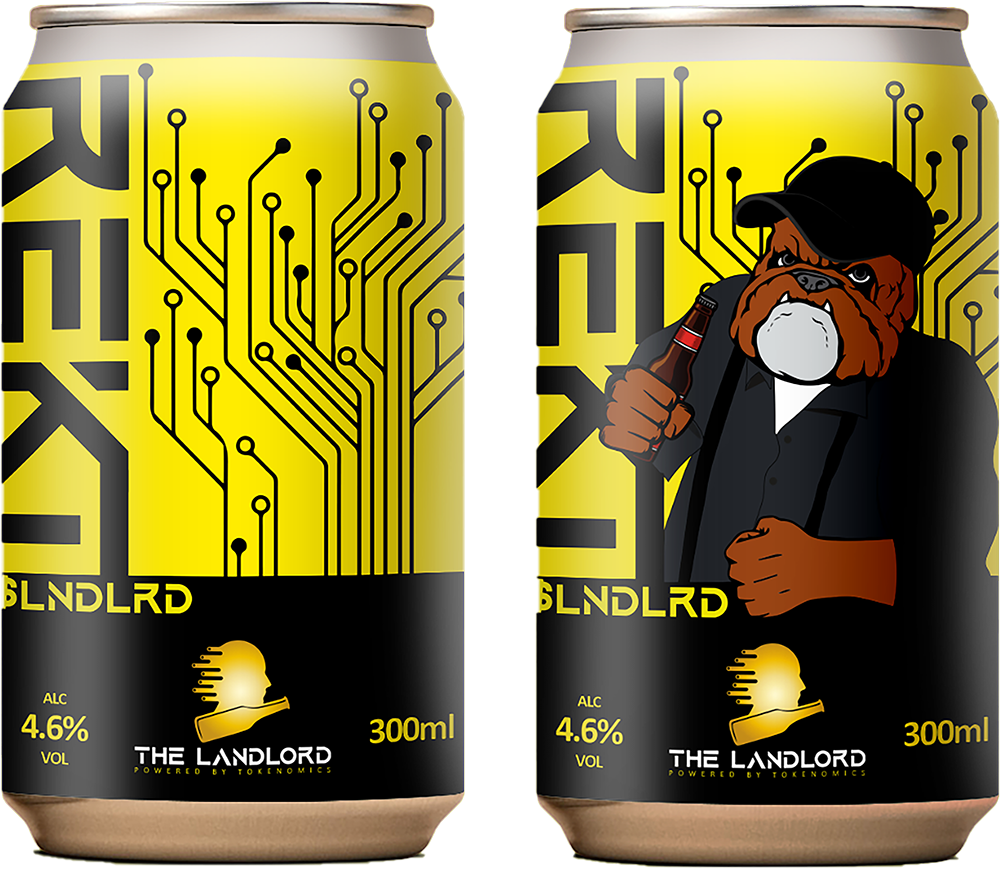 REKT
$LNDLRD
ALC
4.6%
VOL
THE LANDLORD
POWERED BY TOKENOMICS
300ml
REKT
$LNDLRD
ALC
4.6%
VOL
THE LANDLORD
POWERED BY TOKENOMICS
300ml